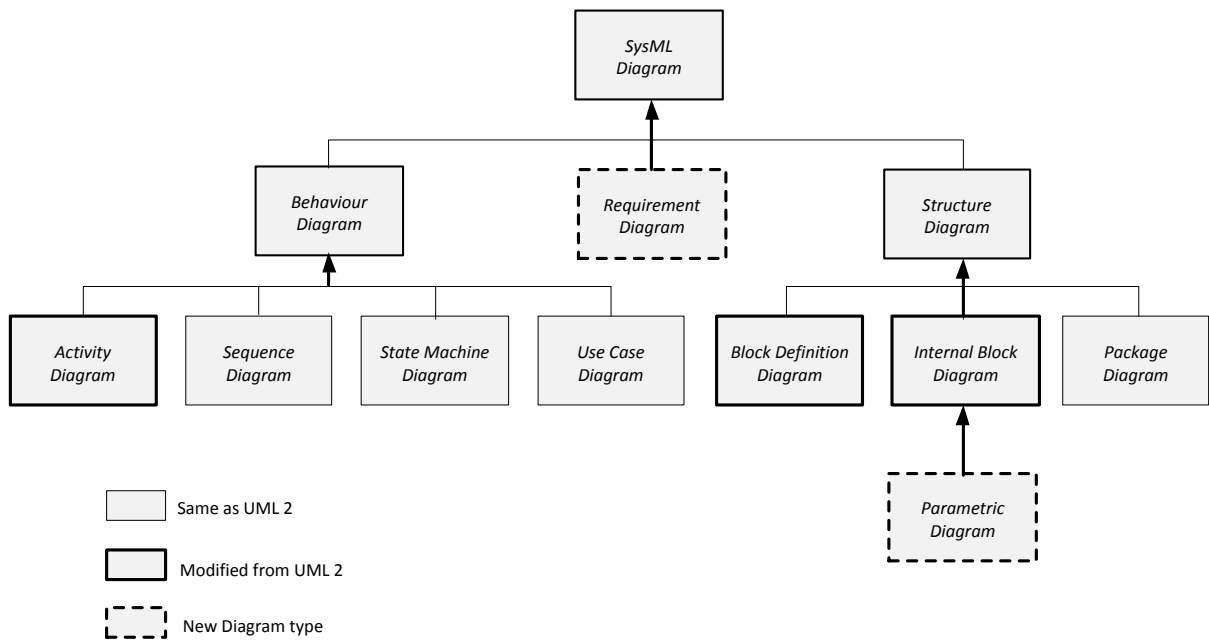 SysML
Diagram
Behaviour
Diagram
Requirement
Diagram
Structure
Diagram
Activity
Diagram
Sequence
Diagram
State Machine
Diagram
Use Case
Diagram
Block Definition
Diagram
Internal Block
Diagram
Package
Diagram
Parametric
Diagram
Same as UML 2
Modified from UML 2
New Diagram type